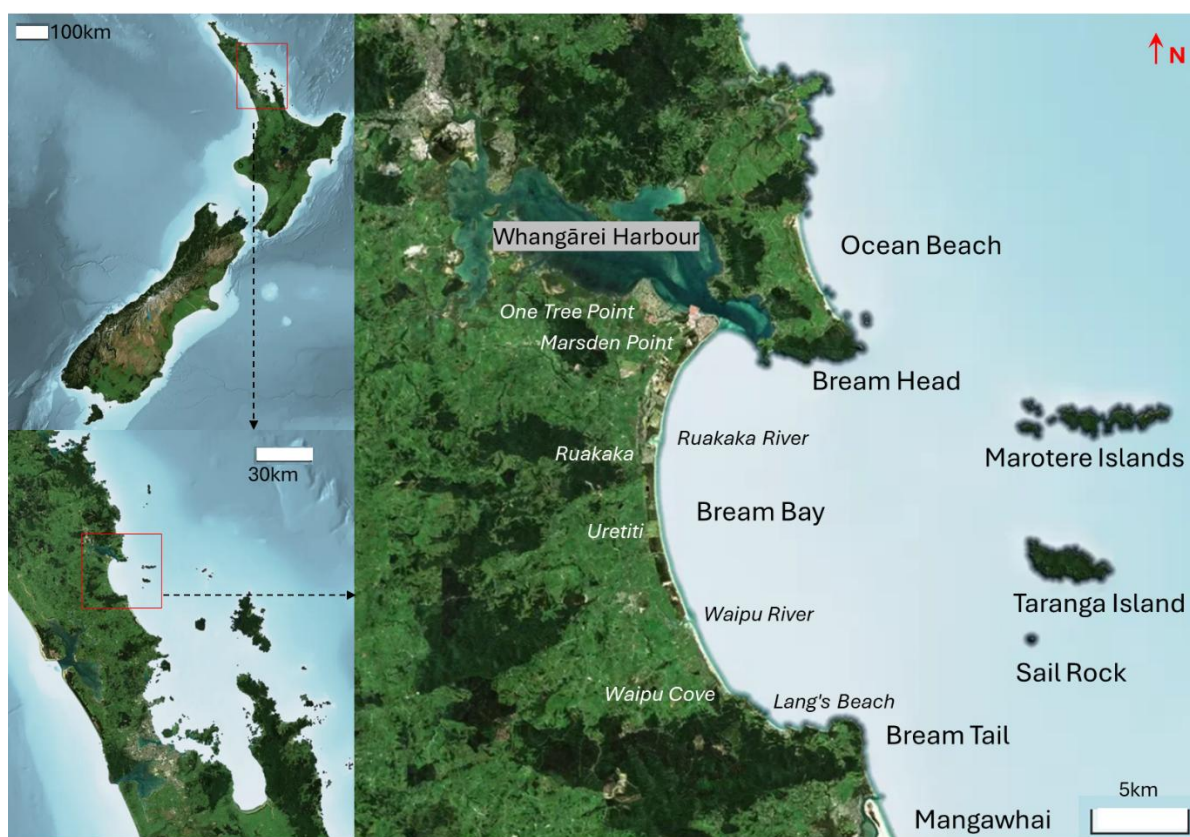 100km
30km
N
Whangārei Harbour
Ocean Beach
One Tree Point
Marsden Point
Bream Head
Ruakaka River
Ruakaka
Marotere Islands
Bream Bay
Uretiti
Taranga Island
Waipu River
Sail Rock
Waipu Cove
Lang's Beach
Bream Tail
5km
Mangawhai